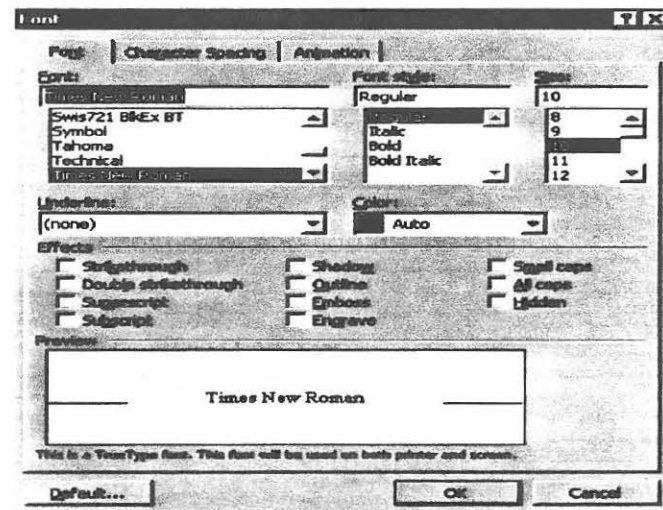 Font
Font Character Spacing Animation
Font: Font style: Size:
Times New Roman Regular 10
Swis721 BlkEx BT Regular 8
Symbol Italic 9
Tahoma Bold 10
Technical Bold Italic 11
Times New Roman 12
Underline: Color:
(none) Auto
Effects
Strikethrough Shadow Small caps
Double strikethrough Outline All caps
Superscript Emboss Hidden
Subscript Engrave
Preview
Times New Roman
This is a TrueType font. This font will be used on both printer and screen.
Default... OK Cancel